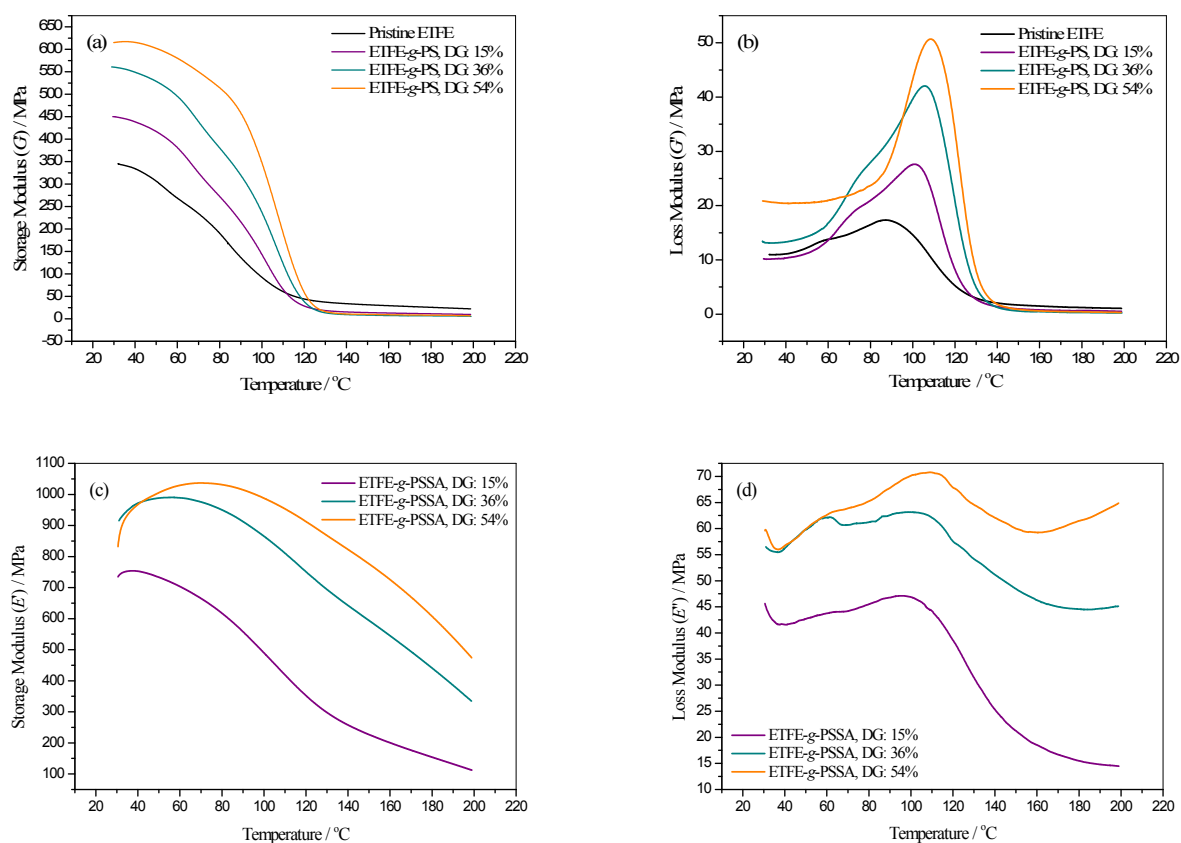 (a)
Pristine ETFE
ETFE-g-PS, DG: 15%
ETFE-g-PS, DG: 36%
ETFE-g-PS, DG: 54%
Storage Modulus (G') / MPa
650
600
550
500
450
400
350
300
250
200
150
100
50
0
-50
20 40 60 80 100 120 140 160 180 200 220
Temperature / °C
(b)
Pristine ETFE
ETFE-g-PS, DG: 15%
ETFE-g-PS, DG: 36%
ETFE-g-PS, DG: 54%
Loss Modulus (G") / MPa
50
40
30
20
10
0
20 40 60 80 100 120 140 160 180 200 220
Temperature / °C
(c)
ETFE-g-PSSA, DG: 15%
ETFE-g-PSSA, DG: 36%
ETFE-g-PSSA, DG: 54%
Storage Modulus (E') / MPa
1100
1000
900
800
700
600
500
400
300
200
100
20 40 60 80 100 120 140 160 180 200 220
Temperature / °C
(d)
Loss Modulus (E") / MPa
70
65
60
55
50
45
40
35
30
25
20
15
10
ETFE-g-PSSA, DG: 15%
ETFE-g-PSSA, DG: 36%
ETFE-g-PSSA, DG: 54%
20 40 60 80 100 120 140 160 180 200 220
Temperature / °C